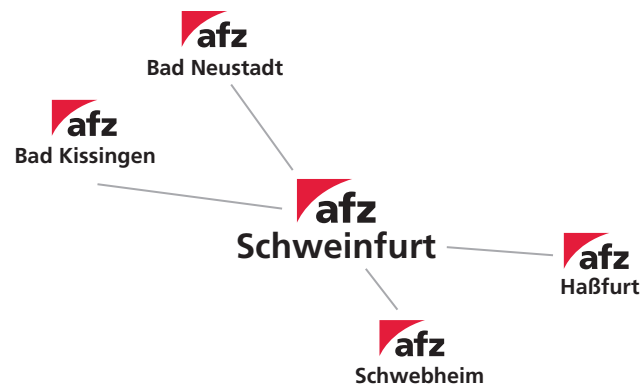 afz
Bad Neustadt
afz
Bad Kissingen
afz
Schweinfurt
afz
Haßfurt
afz
Schwebheim